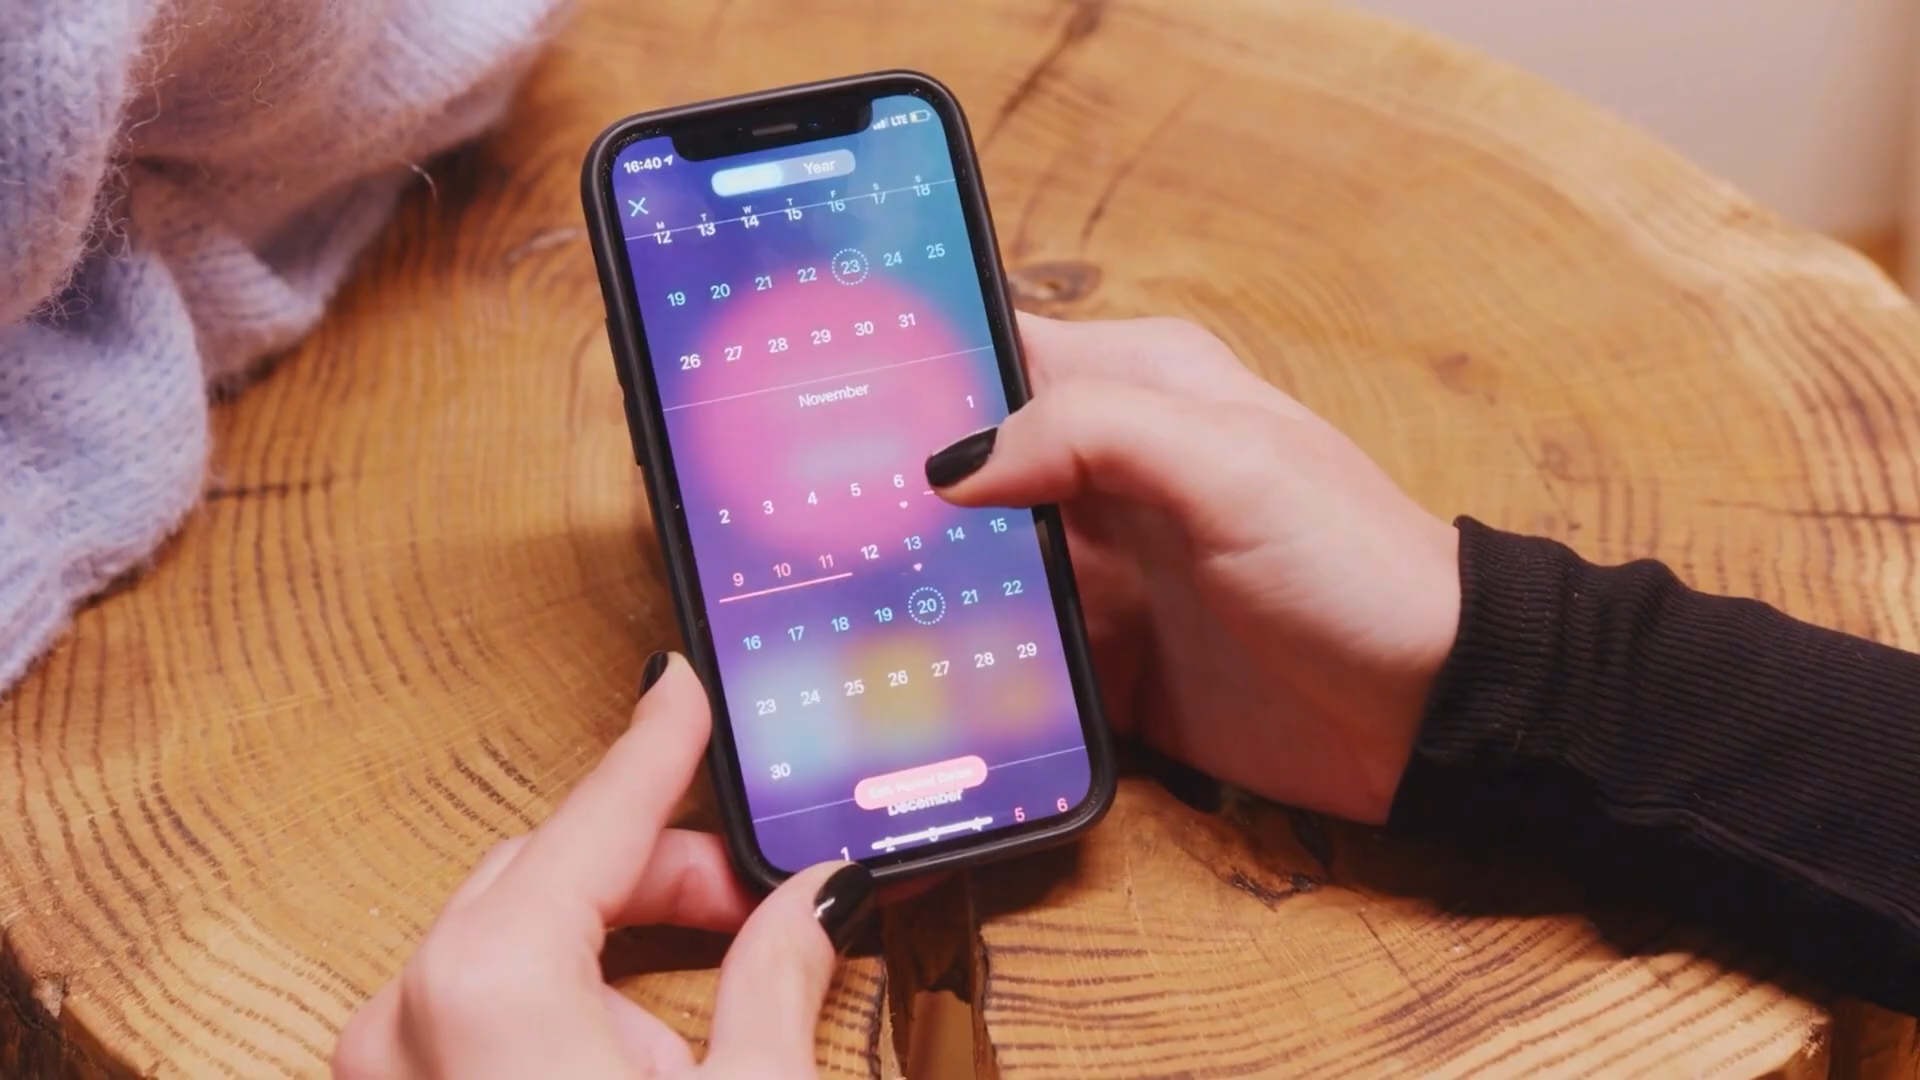 16:40 LTE
Year
M T W T F S S
12 13 14 15 16 17 18
19 20 21 22 23 24 25
26 27 28 29 30 31
November
1
2 3 4 5 6
9 10 11 12 13 14 15
16 17 18 19 20 21 22
23 24 25 26 27 28 29
30
Edit Period Dates
December
1 5 6